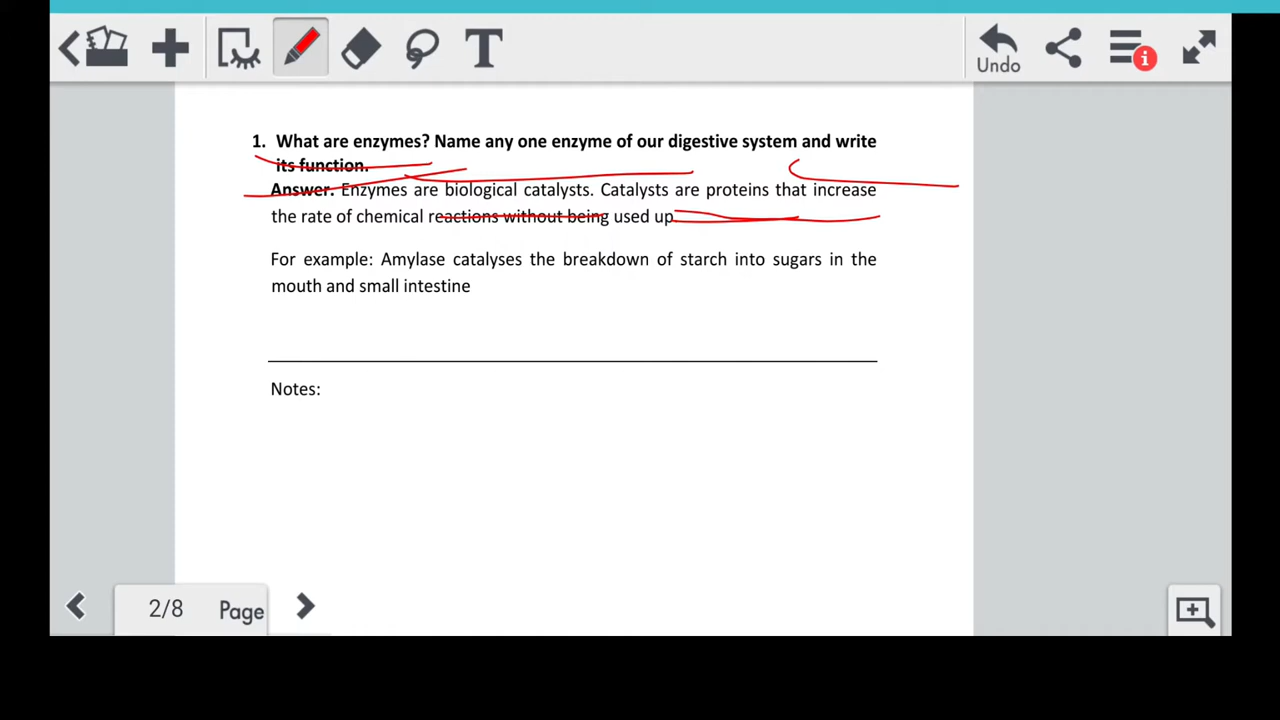 T
Undo
i
1. What are enzymes? Name any one enzyme of our digestive system and write
its function.
Answer. Enzymes are biological catalysts. Catalysts are proteins that increase
the rate of chemical reactions without being used up.
For example: Amylase catalyses the breakdown of starch into sugars in the
mouth and small intestine
Notes:
2/8 Page